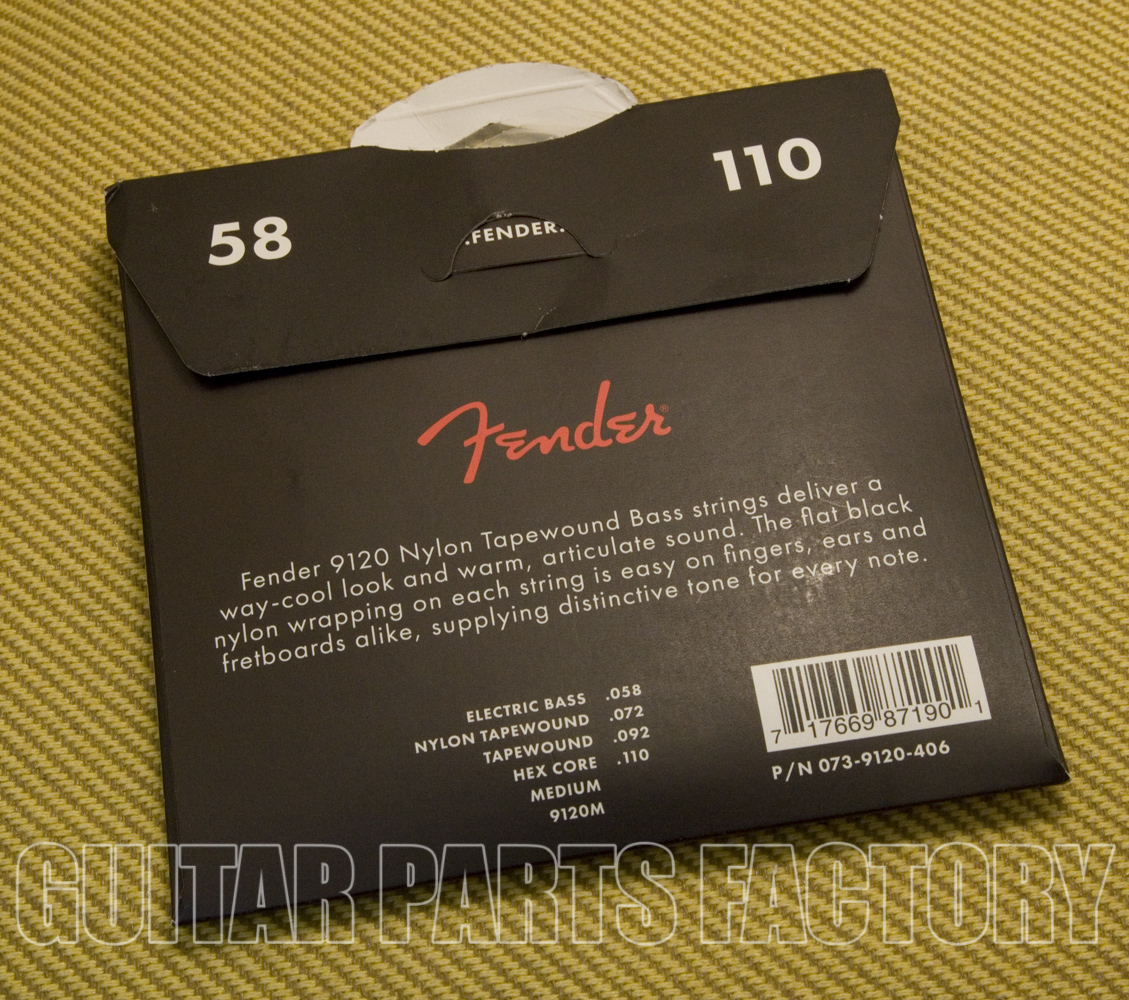 58
110
.FENDER.
Fender®
Fender 9120 Nylon Tapewound Bass strings deliver a
way-cool look and warm, articulate sound. The flat black
nylon wrapping on each string is easy on fingers, ears and
fretboards alike, supplying distinctive tone for every note.
ELECTRIC BASS .058
NYLON TAPEWOUND .072
TAPEWOUND .092
HEX CORE .110
MEDIUM
9120M
7 17669 87190 1
P/N 073-9120-406
GUITAR PARTS FACTORY